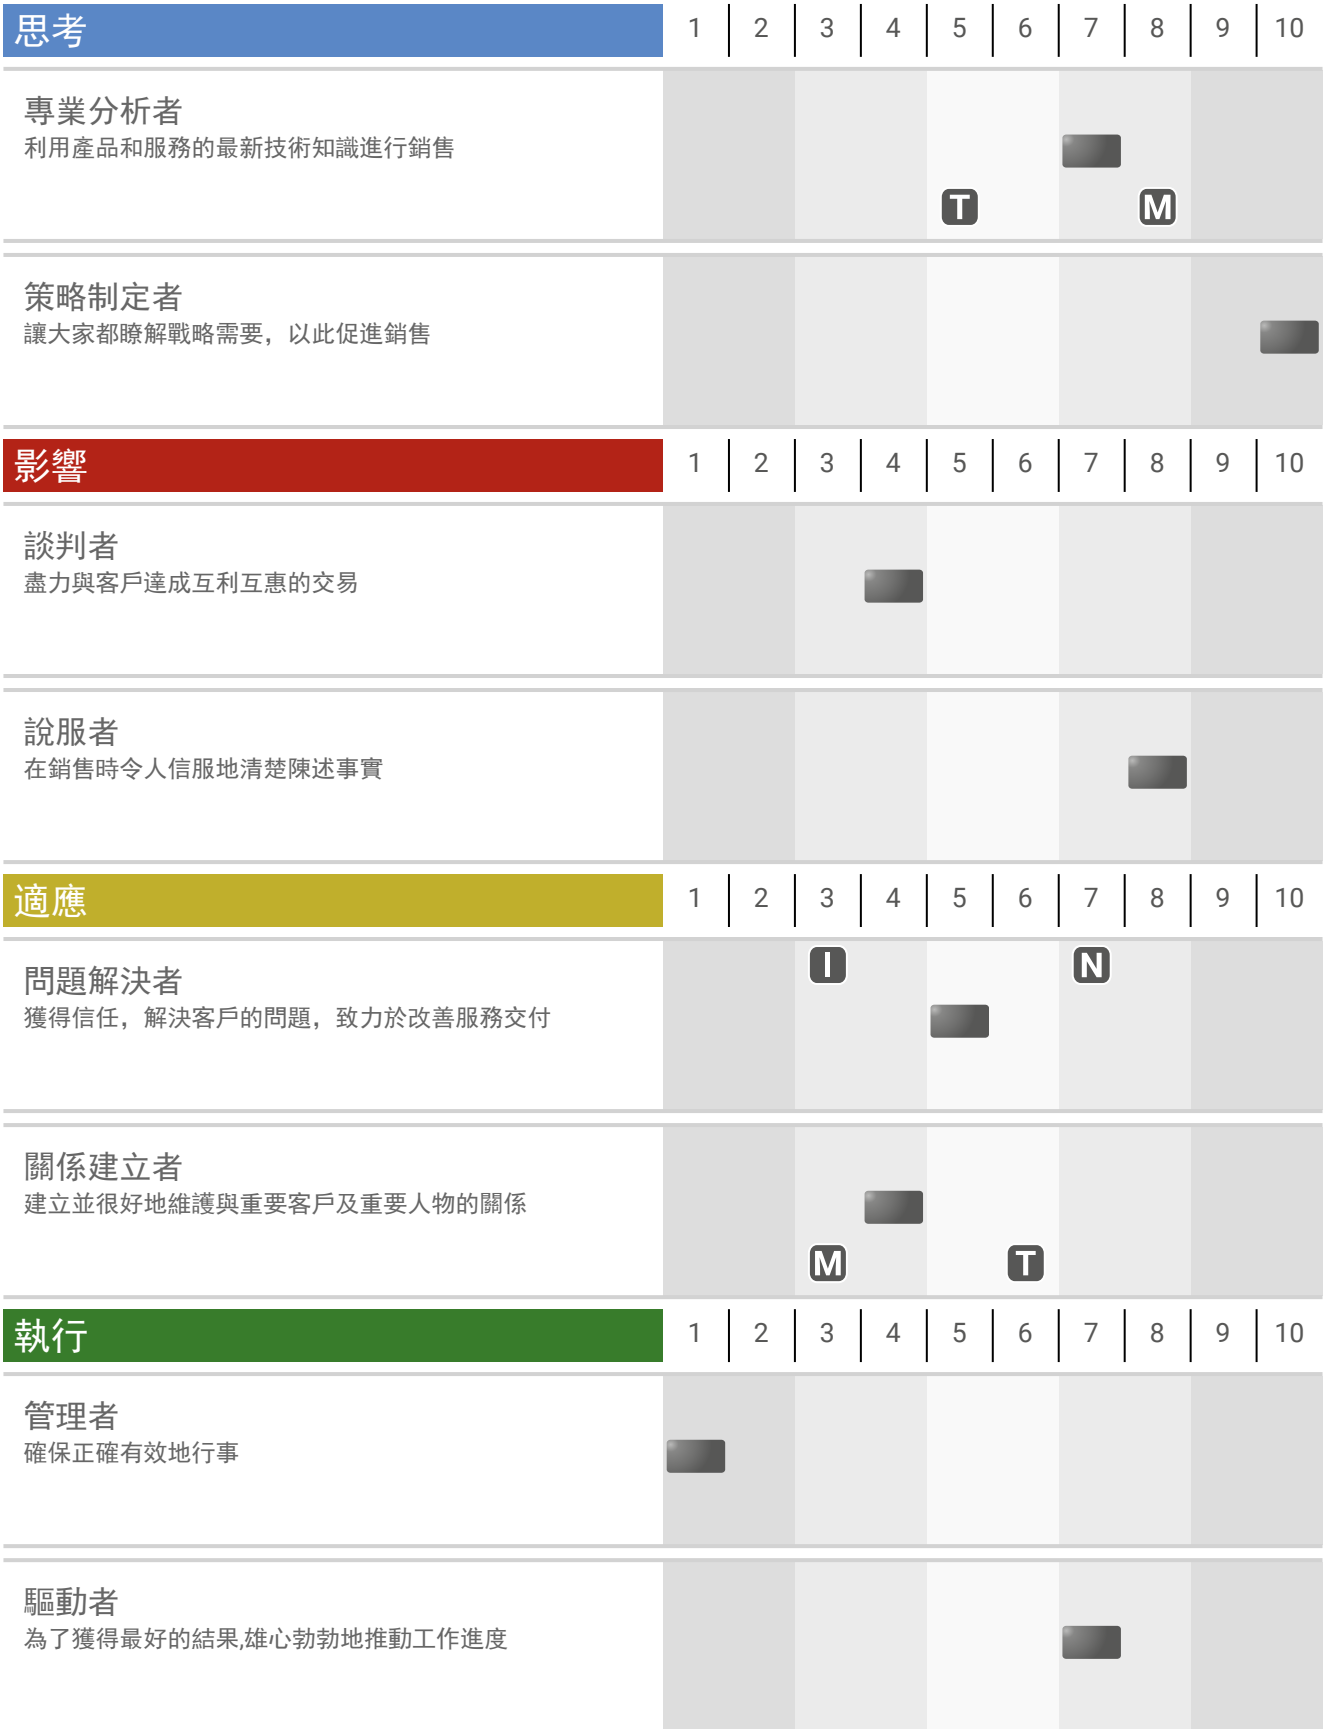 思考 1 2 3 4 5 6 7 8 9 10
專業分析者
利用產品和服務的最新技術知識進行銷售
T M
策略制定者
讓大家都瞭解戰略需要，以此促進銷售
影響 1 2 3 4 5 6 7 8 9 10
談判者
盡力與客戶達成互利互惠的交易
說服者
在銷售時令人信服地清楚陳述事實
適應 1 2 3 4 5 6 7 8 9 10
I N
問題解決者
獲得信任，解決客戶的問題，致力於改善服務交付
關係建立者
建立並很好地維護與重要客戶及重要人物的關係
M T
執行 1 2 3 4 5 6 7 8 9 10
管理者
確保正確有效地行事
驅動者
為了獲得最好的結果,雄心勃勃地推動工作進度